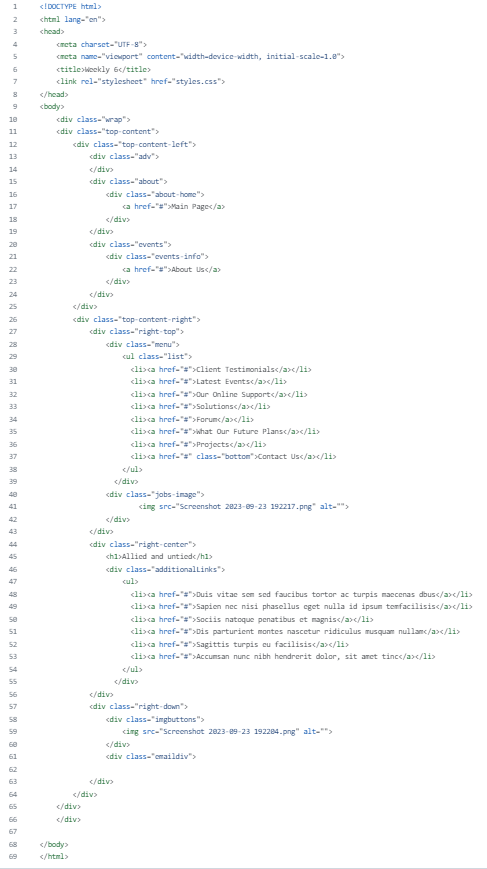 1 <!DOCTYPE html>
2 <html lang="en">
3 <head>
4 <meta charset="UTF-8">
5 <meta name="viewport" content="width=device-width, initial-scale=1.0">
6 <title>Weekly 6</title>
7 <link rel="stylesheet" href="styles.css">
8 </head>
9 <body>
10 <div class="wrap">
11 <div class="top-content">
12 <div class="top-content-left">
13 <div class="adv">
14 </div>
15 <div class="about">
16 <div class="about-home">
17 <a href="#">Main Page</a>
18 </div>
19 </div>
20 <div class="events">
21 <div class="events-info">
22 <a href="#">About Us</a>
23 </div>
24 </div>
25 </div>
26 <div class="top-content-right">
27 <div class="right-top">
28 <div class="menu">
29 <ul class="list">
30 <li><a href="#">Client Testimonials</a></li>
31 <li><a href="#">Latest Events</a></li>
32 <li><a href="#">Our Online Support</a></li>
33 <li><a href="#">Solutions</a></li>
34 <li><a href="#">Forum</a></li>
35 <li><a href="#">What Our Future Plans</a></li>
36 <li><a href="#">Projects</a></li>
37 <li><a href="#" class="bottom">Contact Us</a></li>
38 </ul>
39 </div>
40 <div class="jobs-image">
41 <img src="Screenshot 2023-09-23 192217.png" alt="">
42 </div>
43 </div>
44 <div class="right-center">
45 <h1>Allied and untied</h1>
46 <div class="additionalLinks">
47 <ul>
48 <li><a href="#">Duis vitae sem sed faucibus tortor ac turpis maecenas dbus</a></li>
49 <li><a href="#">Sapien nec nisi phasellus eget nulla id ipsum temfacilisis</a></li>
50 <li><a href="#">Sociis natoque penatibus et magnis</a></li>
51 <li><a href="#">Dis parturient montes nascetur ridiculus musquam nullam</a></li>
52 <li><a href="#">Sagittis turpis eu facilisis</a></li>
53 <li><a href="#">Accumsan nunc nibh hendrerit dolor, sit amet tinc</a></li>
54 </ul>
55 </div>
56 </div>
57 <div class="right-down">
58 <div class="imgbuttons">
59 <img src="Screenshot 2023-09-23 192204.png" alt="">
60 </div>
61 <div class="emaildiv">
62
63 </div>
64 </div>
65 </div>
66 </div>
67
68 </body>
69 </html>